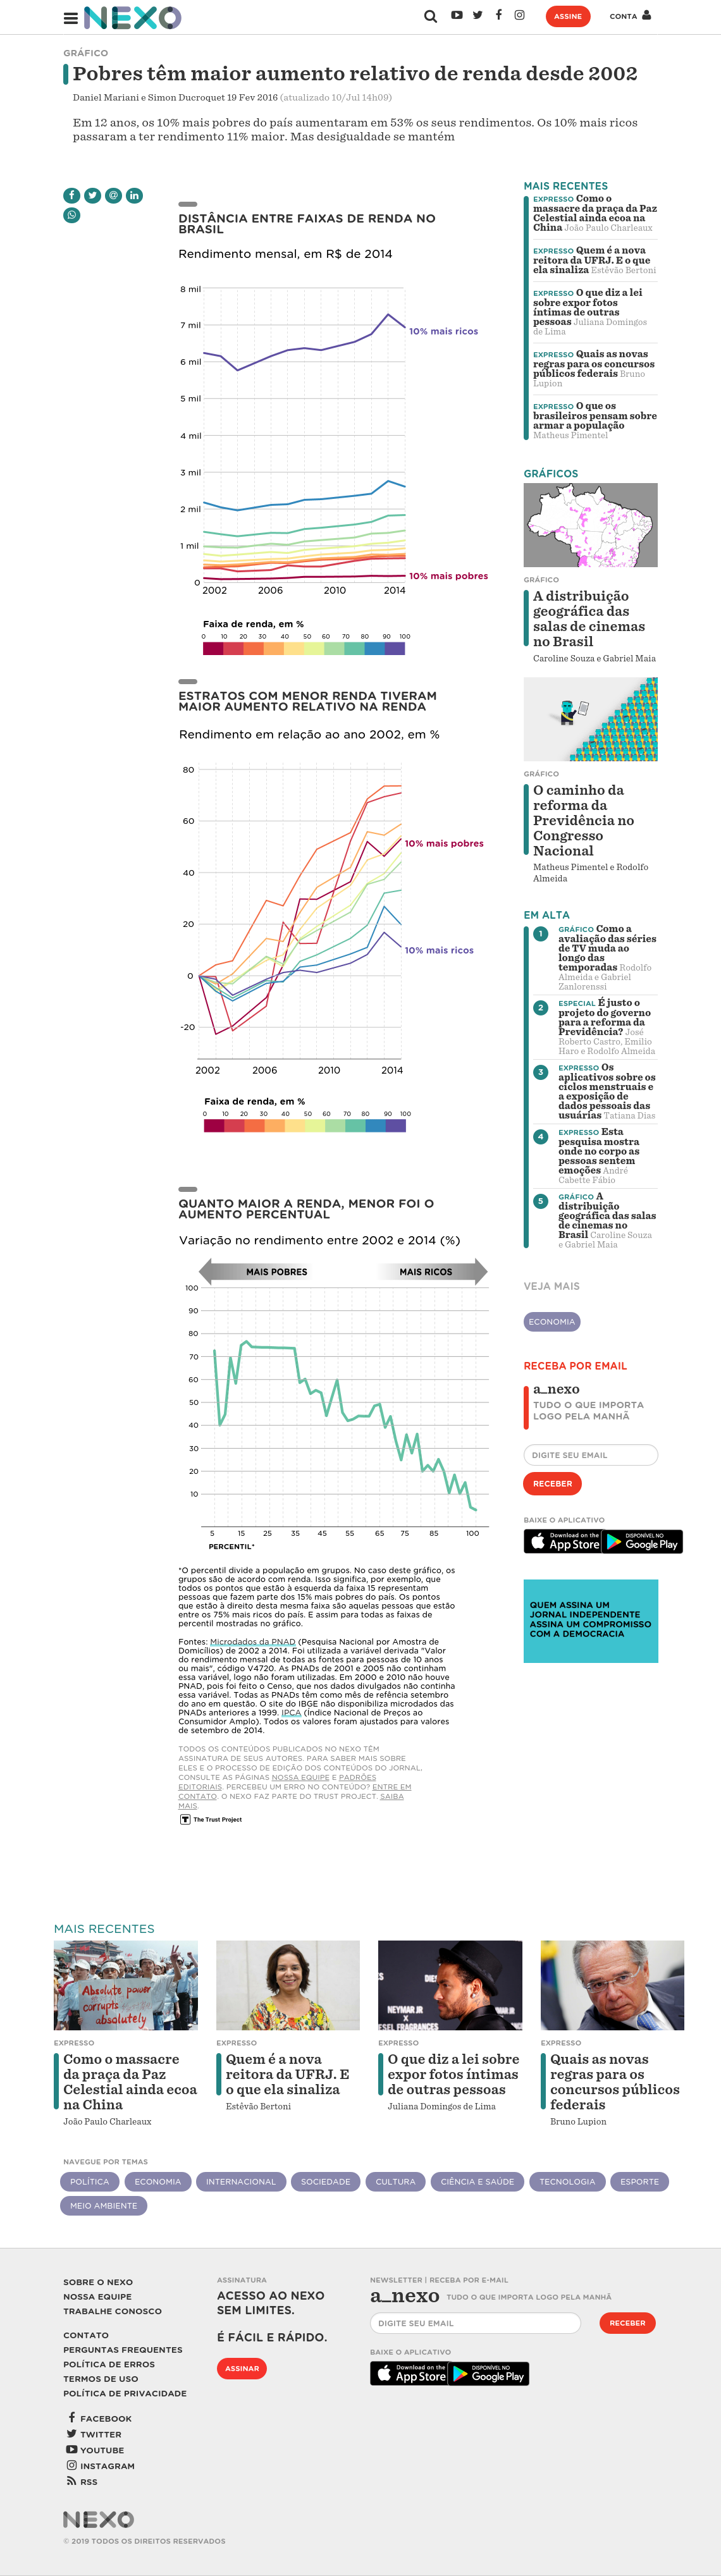 NEXO
ASSINE
CONTA
GRÁFICO
Pobres têm maior aumento relativo de renda desde 2002
Daniel Mariani e Simon Ducroquet 19 Fev 2016 (atualizado 10/Jul 14h09)
Em 12 anos, os 10% mais pobres do país aumentaram em 53% os seus rendimentos. Os 10% mais ricos
passaram a ter rendimento 11% maior. Mas desigualdade se mantém
DISTÂNCIA ENTRE FAIXAS DE RENDA NO
BRASIL
Rendimento mensal, em R$ de 2014
8 mil
7 mil
10% mais ricos
6 mil
5 mil
4 mil
3 mil
2 mil
1 mil
0
10% mais pobres
2002 2006 2010 2014
Faixa de renda, em %
0 10 20 30 40 50 60 70 80 90 100
ESTRATOS COM MENOR RENDA TIVERAM
MAIOR AUMENTO RELATIVO NA RENDA
Rendimento em relação ao ano 2002, em %
80
60
10% mais pobres
40
20
10% mais ricos
0
-20
2002 2006 2010 2014
Faixa de renda, em %
0 10 20 30 40 50 60 70 80 90 100
QUANTO MAIOR A RENDA, MENOR FOI O
AUMENTO PERCENTUAL
Variação no rendimento entre 2002 e 2014 (%)
MAIS POBRES MAIS RICOS
100
90
80
70
60
50
40
30
20
10
5 15 25 35 45 55 65 75 85 100
PERCENTIL*
*O percentil divide a população em grupos. No caso deste gráfico, os
grupos são de acordo com renda. Isso significa, por exemplo, que
todos os pontos que estão à esquerda da faixa 15 representam
pessoas que fazem parte dos 15% mais pobres do país. Os pontos
que estão à direito desta mesma faixa são aquelas pessoas que estão
entre os 75% mais ricos do país. E assim para todas as faixas de
percentil mostradas no gráfico.
Fontes: Microdados da PNAD (Pesquisa Nacional por Amostra de
Domicílios) de 2002 a 2014. Foi utilizada a variável derivada "Valor
do rendimento mensal de todas as fontes para pessoas de 10 anos
ou mais", código V4720. As PNADs de 2001 e 2005 não continham
essa variável, logo não foram utilizadas. Em 2000 e 2010 não houve
PNAD, pois foi feito o Censo, que nos dados divulgados não continha
essa variável. Todas as PNADs têm como mês de refência setembro
do ano em questão. O site do IBGE não disponibiliza microdados das
PNADs anteriores a 1999. IPCA (Índice Nacional de Preços ao
Consumidor Amplo). Todos os valores foram ajustados para valores
de setembro de 2014.
TODOS OS CONTEÚDOS PUBLICADOS NO NEXO TÊM
ASSINATURA DE SEUS AUTORES. PARA SABER MAIS SOBRE
ELES E O PROCESSO DE EDIÇÃO DOS CONTEÚDOS DO JORNAL,
CONSULTE AS PÁGINAS NOSSA EQUIPE E PADRÕES
EDITORIAIS. PERCEBEU UM ERRO NO CONTEÚDO? ENTRE EM
CONTATO. O NEXO FAZ PARTE DO TRUST PROJECT. SAIBA
MAIS.
T The Trust Project
MAIS RECENTES
EXPRESSO Como o
massacre da praça da Paz
Celestial ainda ecoa na
China João Paulo Charleaux
EXPRESSO Quem é a nova
reitora da UFRJ. E o que
ela sinaliza Estêvão Bertoni
EXPRESSO O que diz a lei
sobre expor fotos
íntimas de outras
pessoas Juliana Domingos
de Lima
EXPRESSO Quais as novas
regras para os concursos
públicos federais Bruno
Lupion
EXPRESSO O que os
brasileiros pensam sobre
armar a população
Matheus Pimentel
GRÁFICOS
GRÁFICO
A distribuição
geográfica das
salas de cinemas
no Brasil
Caroline Souza e Gabriel Maia
GRÁFICO
O caminho da
reforma da
Previdência no
Congresso
Nacional
Matheus Pimentel e Rodolfo
Almeida
EM ALTA
1 GRÁFICO Como a
avaliação das séries
de TV muda ao
longo das
temporadas Rodolfo
Almeida e Gabriel
Zanlorenssi
2 ESPECIAL É justo o
projeto do governo
para a reforma da
Previdência? José
Roberto Castro, Emilio
Haro e Rodolfo Almeida
3 EXPRESSO Os
aplicativos sobre os
ciclos menstruais e
a exposição de
dados pessoais das
usuárias Tatiana Dias
4 EXPRESSO Esta
pesquisa mostra
onde no corpo as
pessoas sentem
emoções André
Cabette Fábio
5 GRÁFICO A
distribuição
geográfica das salas
de cinemas no
Brasil Caroline Souza
e Gabriel Maia
VEJA MAIS
ECONOMIA
RECEBA POR EMAIL
a_nexo
TUDO O QUE IMPORTA
LOGO PELA MANHÃ
DIGITE SEU EMAIL
RECEBER
BAIXE O APLICATIVO
Download on the App Store
DISPONÍVEL NO Google Play
QUEM ASSINA UM
JORNAL INDEPENDENTE
ASSINA UM COMPROMISSO
COM A DEMOCRACIA
MAIS RECENTES
Absolute power
corrupts
absolutely
NEYMAR JR
X
ESEL FRAGRANCES
EXPRESSO
Como o massacre
da praça da Paz
Celestial ainda ecoa
na China
João Paulo Charleaux
EXPRESSO
Quem é a nova
reitora da UFRJ. E
o que ela sinaliza
Estêvão Bertoni
EXPRESSO
O que diz a lei sobre
expor fotos íntimas
de outras pessoas
Juliana Domingos de Lima
EXPRESSO
Quais as novas
regras para os
concursos públicos
federais
Bruno Lupion
NAVEGUE POR TEMAS
POLÍTICA ECONOMIA INTERNACIONAL SOCIEDADE CULTURA CIÊNCIA E SAÚDE TECNOLOGIA ESPORTE
MEIO AMBIENTE
SOBRE O NEXO
NOSSA EQUIPE
TRABALHE CONOSCO
CONTATO
PERGUNTAS FREQUENTES
POLÍTICA DE ERROS
TERMOS DE USO
POLÍTICA DE PRIVACIDADE
FACEBOOK
TWITTER
YOUTUBE
INSTAGRAM
RSS
ASSINATURA
ACESSO AO NEXO
SEM LIMITES.
É FÁCIL E RÁPIDO.
ASSINAR
NEWSLETTER | RECEBA POR E-MAIL
a_nexo TUDO O QUE IMPORTA LOGO PELA MANHÃ
DIGITE SEU EMAIL
RECEBER
BAIXE O APLICATIVO
Download on the App Store
DISPONÍVEL NO Google Play
NEXO
© 2019 TODOS OS DIREITOS RESERVADOS